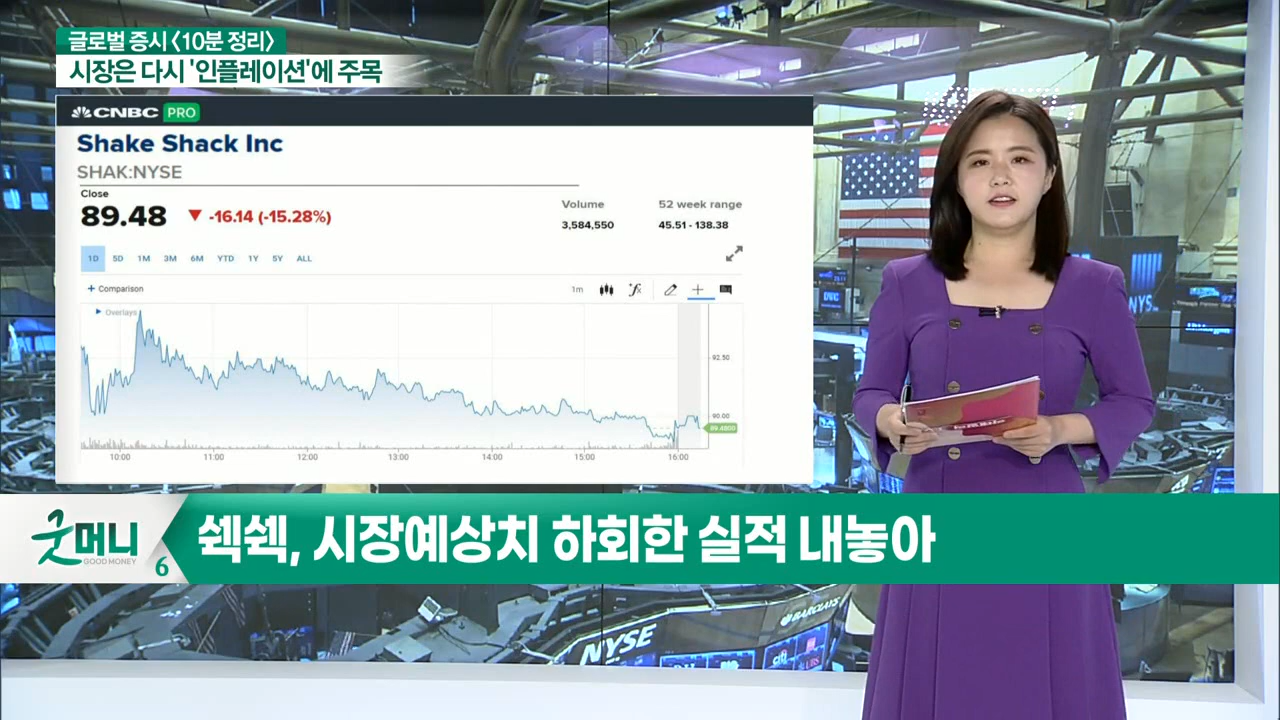 글로벌 증시 <10분 정리>
시장은 다시 '인플레이션'에 주목
CNBC PRO
Shake Shack Inc
SHAK:NYSE
Close
89.48 ▼ -16.14 (-15.28%)
Volume 52 week range
3,584,550 45.51 - 138.38
1D 5D 1M 3M 6M YTD 1Y 5Y ALL
+ Comparison 1m
Overlays
92.50
90.00
89.4800
10:00 11:00 12:00 13:00 14:00 15:00 16:00
굿머니
GOOD MONEY
6
쉑쉑, 시장예상치 하회한 실적 내놓아
NYSE
BARCLAYS
citi
UBS
NYS